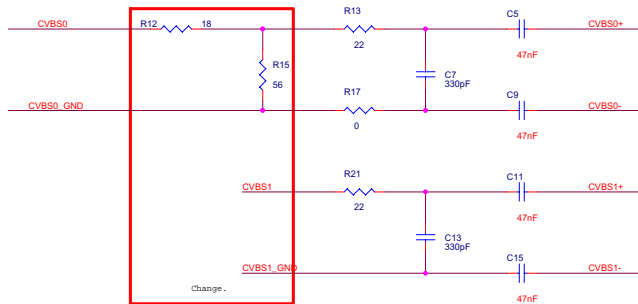 CVBS0
R12
18
R13
22
C5
47nF
CVBS0+
R15
56
C7
330pF
CVBS0_GND
R17
0
C9
47nF
CVBS0-
CVBS1
R21
22
C11
47nF
CVBS1+
C13
330pF
CVBS1_GND
C15
47nF
CVBS1-
Change.